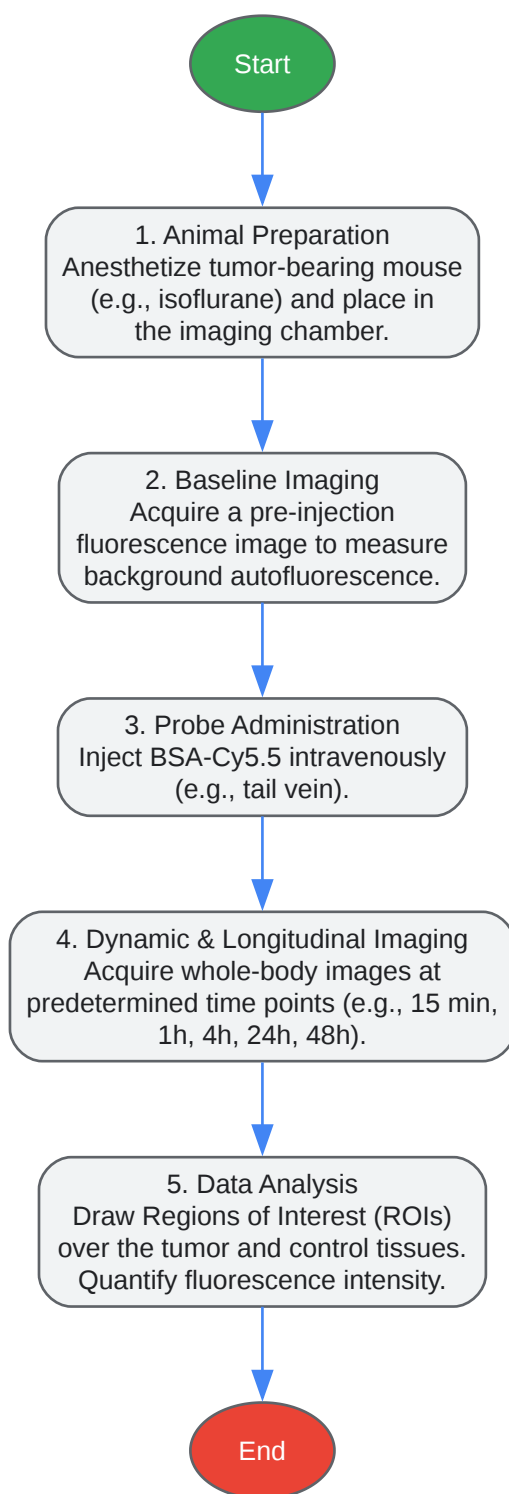 Start
1. Animal Preparation
Anesthetize tumor-bearing mouse
(e.g., isoflurane) and place in
the imaging chamber.
2. Baseline Imaging
Acquire a pre-injection
fluorescence image to measure
background autofluorescence.
3. Probe Administration
Inject BSA-Cy5.5 intravenously
(e.g., tail vein).
4. Dynamic & Longitudinal Imaging
Acquire whole-body images at
predetermined time points (e.g., 15 min,
1h, 4h, 24h, 48h).
5. Data Analysis
Draw Regions of Interest (ROIs)
over the tumor and control tissues.
Quantify fluorescence intensity.
End